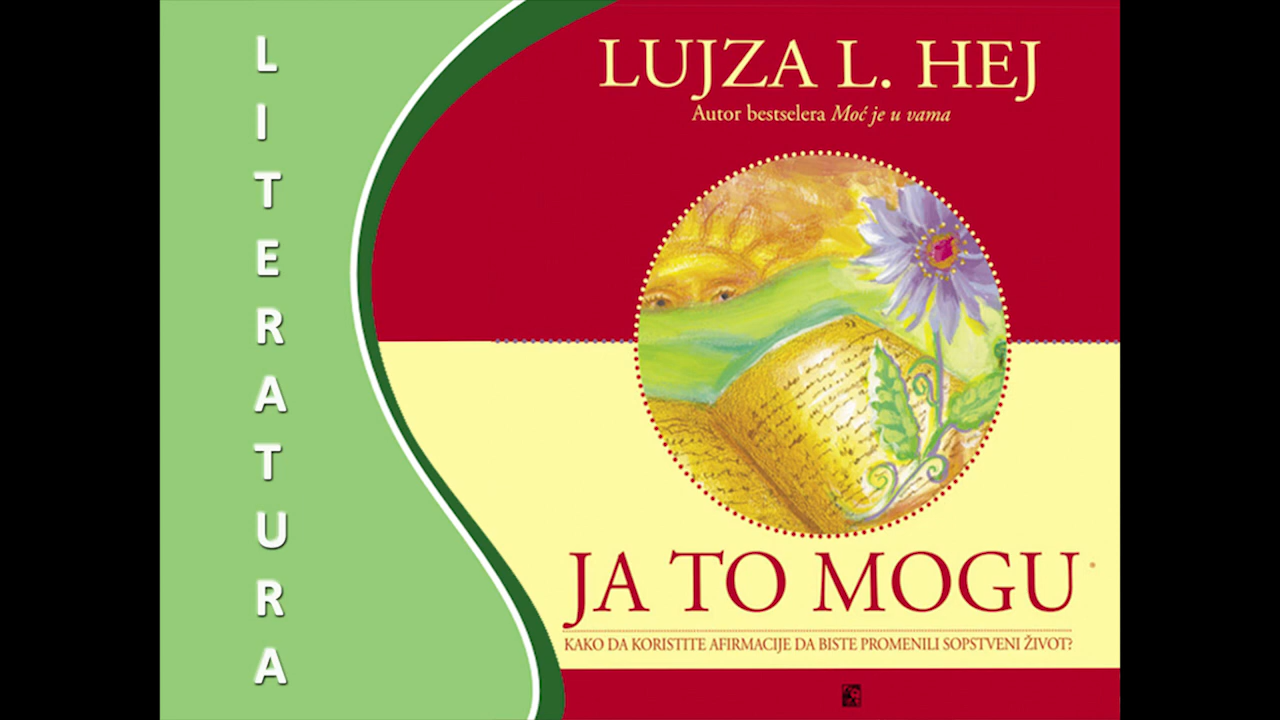 LITERATURA
LUJZA L. HEJ
Autor bestselera Moć je u vama
JA TO MOGU
KAKO DA KORISTITE AFIRMACIJE DA BISTE PROMENILI SOPSTVENI ŽIVOT?